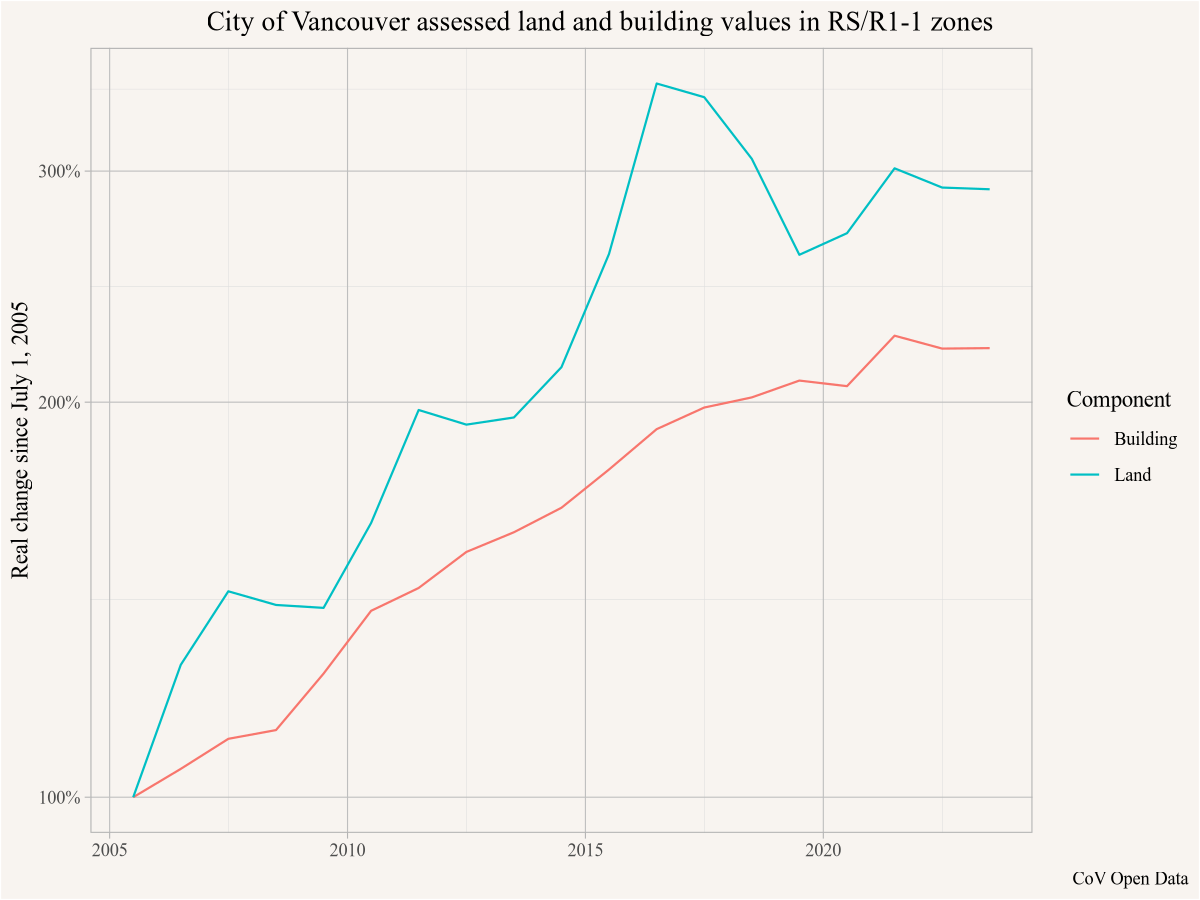 City of Vancouver assessed land and building values in RS/R1-1 zones
Real change since July 1, 2005
300%
200%
100%
2005 2010 2015 2020
Component
Building
Land
CoV Open Data